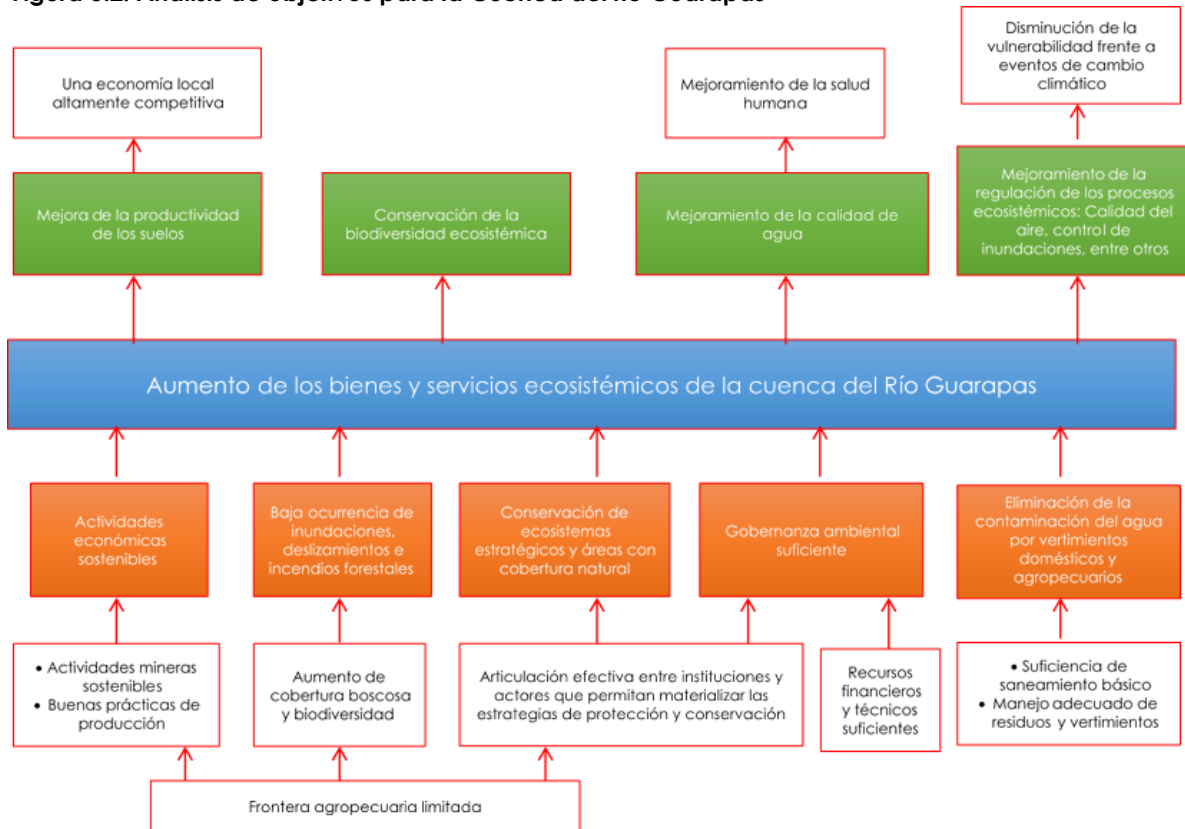 Disminución de la
vulnerabilidad frente a
eventos de cambio
climático
Una economía local
altamente competitiva
Mejoramiento de la salud
humana
Mejora de la productividad
de los suelos
Conservación de la
biodiversidad ecosistémica
Mejoramiento de la calidad de
agua
Mejoramiento de la
regulación de los procesos
ecosistémicos: Calidad del
aire, control de
inundaciones, entre otros
Aumento de los bienes y servicios ecosistémicos de la cuenca del Río Guarapas
Actividades
económicas
sostenibles
Baja ocurrencia de
inundaciones,
deslizamientos e
incendios forestales
Conservación de
ecosistemas
estratégicos y áreas con
cobertura natural
Gobernanza ambiental
suficiente
Eliminación de la
contaminación del agua
por vertimientos
domésticos y
agropecuarios
• Actividades mineras
sostenibles
• Buenas prácticas de
producción
Aumento de
cobertura boscosa
y biodiversidad
Articulación efectiva entre instituciones y
actores que permitan materializar las
estrategias de protección y conservación
Recursos
financieros
y técnicos
suficientes
• Suficiencia de
saneamiento básico
• Manejo adecuado de
residuos y vertimientos
Frontera agropecuaria limitada